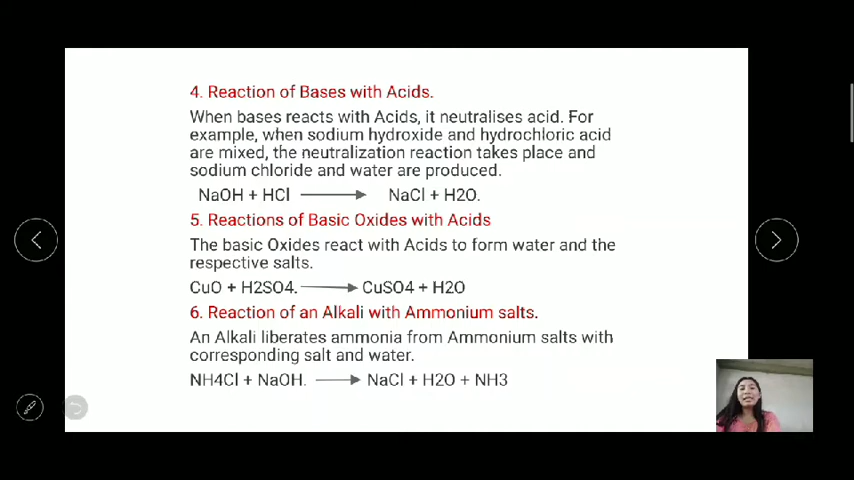 4. Reaction of Bases with Acids.
When bases reacts with Acids, it neutralises acid. For
example, when sodium hydroxide and hydrochloric acid
are mixed, the neutralization reaction takes place and
sodium chloride and water are produced.
NaOH + HCl ⟶ NaCl + H2O.
5. Reactions of Basic Oxides with Acids
The basic Oxides react with Acids to form water and the
respective salts.
CuO + H2SO4. ⟶ CuSO4 + H2O
6. Reaction of an Alkali with Ammonium salts.
An Alkali liberates ammonia from Ammonium salts with
corresponding salt and water.
NH4Cl + NaOH. ⟶ NaCl + H2O + NH3